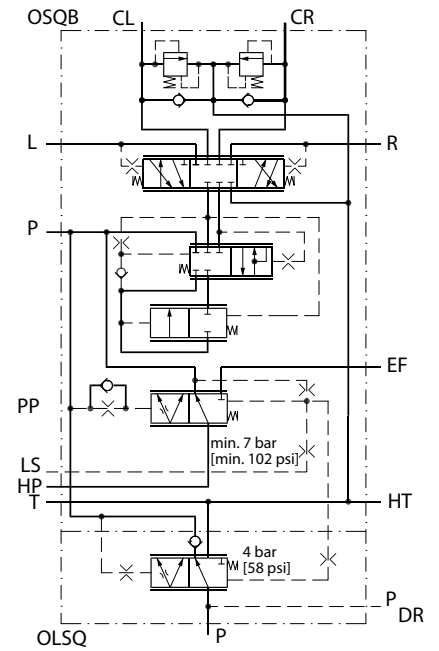 OSQB
CL
CR
L
R
P
EF
PP
min. 7 bar
[min. 102 psi]
LS
HP
T
HT
4 bar
[58 psi]
P
DR
OLSQ
P